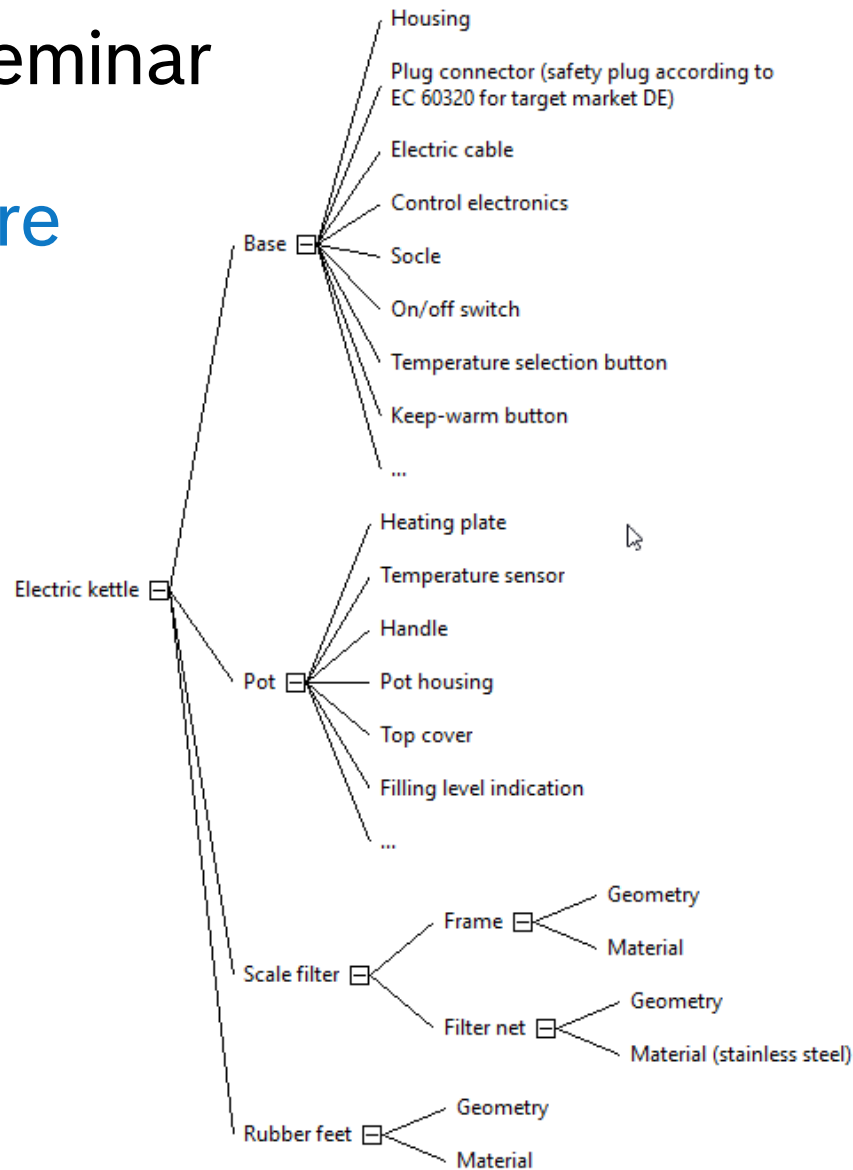 eminar
re
Housing
Plug connector (safety plug according to
EC 60320 for target market DE)
Electric cable
Control electronics
Base
Socle
On/off switch
Temperature selection button
Keep-warm button
...
Heating plate
Temperature sensor
Electric kettle
Handle
Pot
Pot housing
Top cover
Filling level indication
...
Geometry
Frame
Material
Scale filter
Geometry
Filter net
Material (stainless steel)
Geometry
Rubber feet
Material